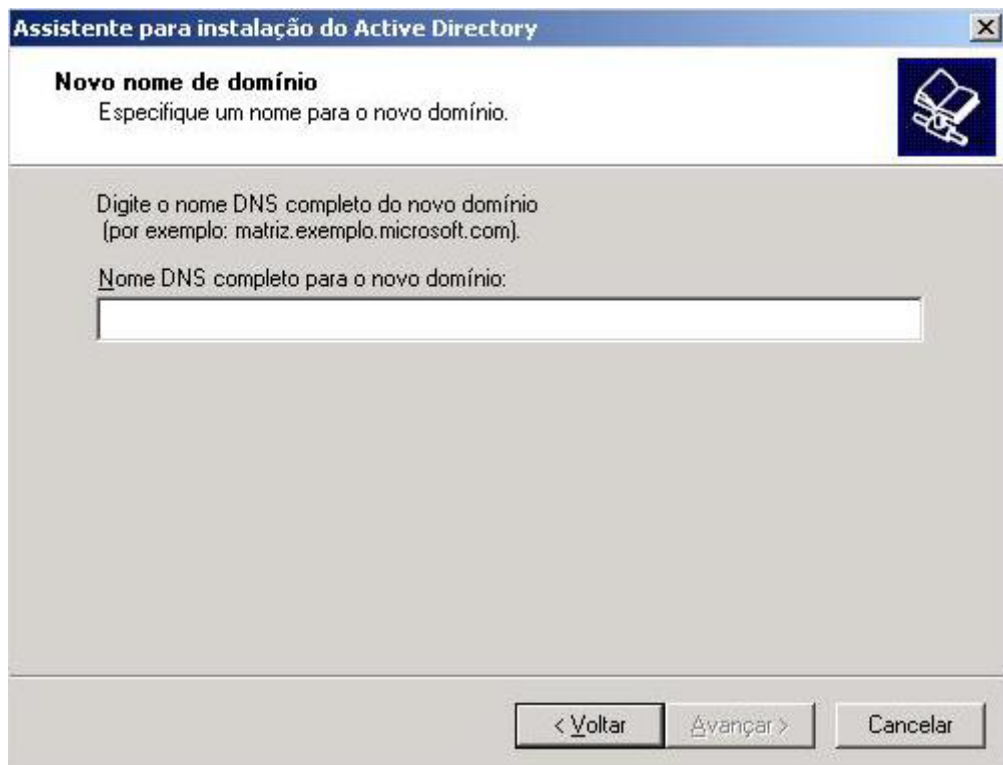 Assistente para instalação do Active Directory
Novo nome de domínio
Especifique um nome para o novo domínio.
Digite o nome DNS completo do novo domínio
(por exemplo: matriz.exemplo.microsoft.com).
Nome DNS completo para o novo domínio:
< Voltar Avançar > Cancelar